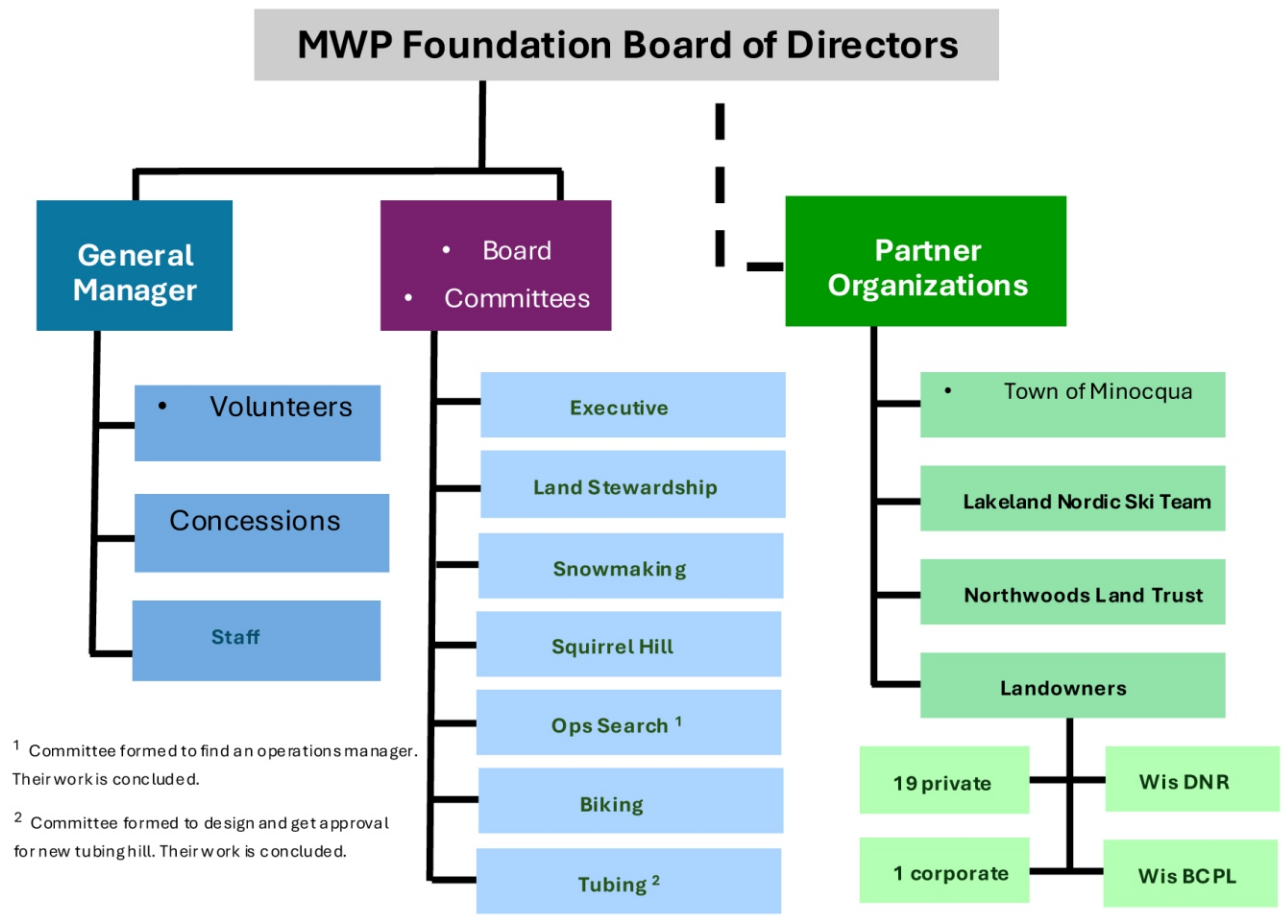 MWP Foundation Board of Directors
General
Manager
• Board
• Committees
Partner
Organizations
• Volunteers
Concessions
Staff
Executive
Land Stewardship
Snowmaking
Squirrel Hill
Ops Search ¹
Biking
Tubing ²
• Town of Minocqua
Lakeland Nordic Ski Team
Northwoods Land Trust
Landowners
19 private
Wis DNR
1 corporate
Wis BCPL
¹ Committee formed to find an operations manager.
Their work is concluded.
² Committee formed to design and get approval
for new tubing hill. Their work is concluded.